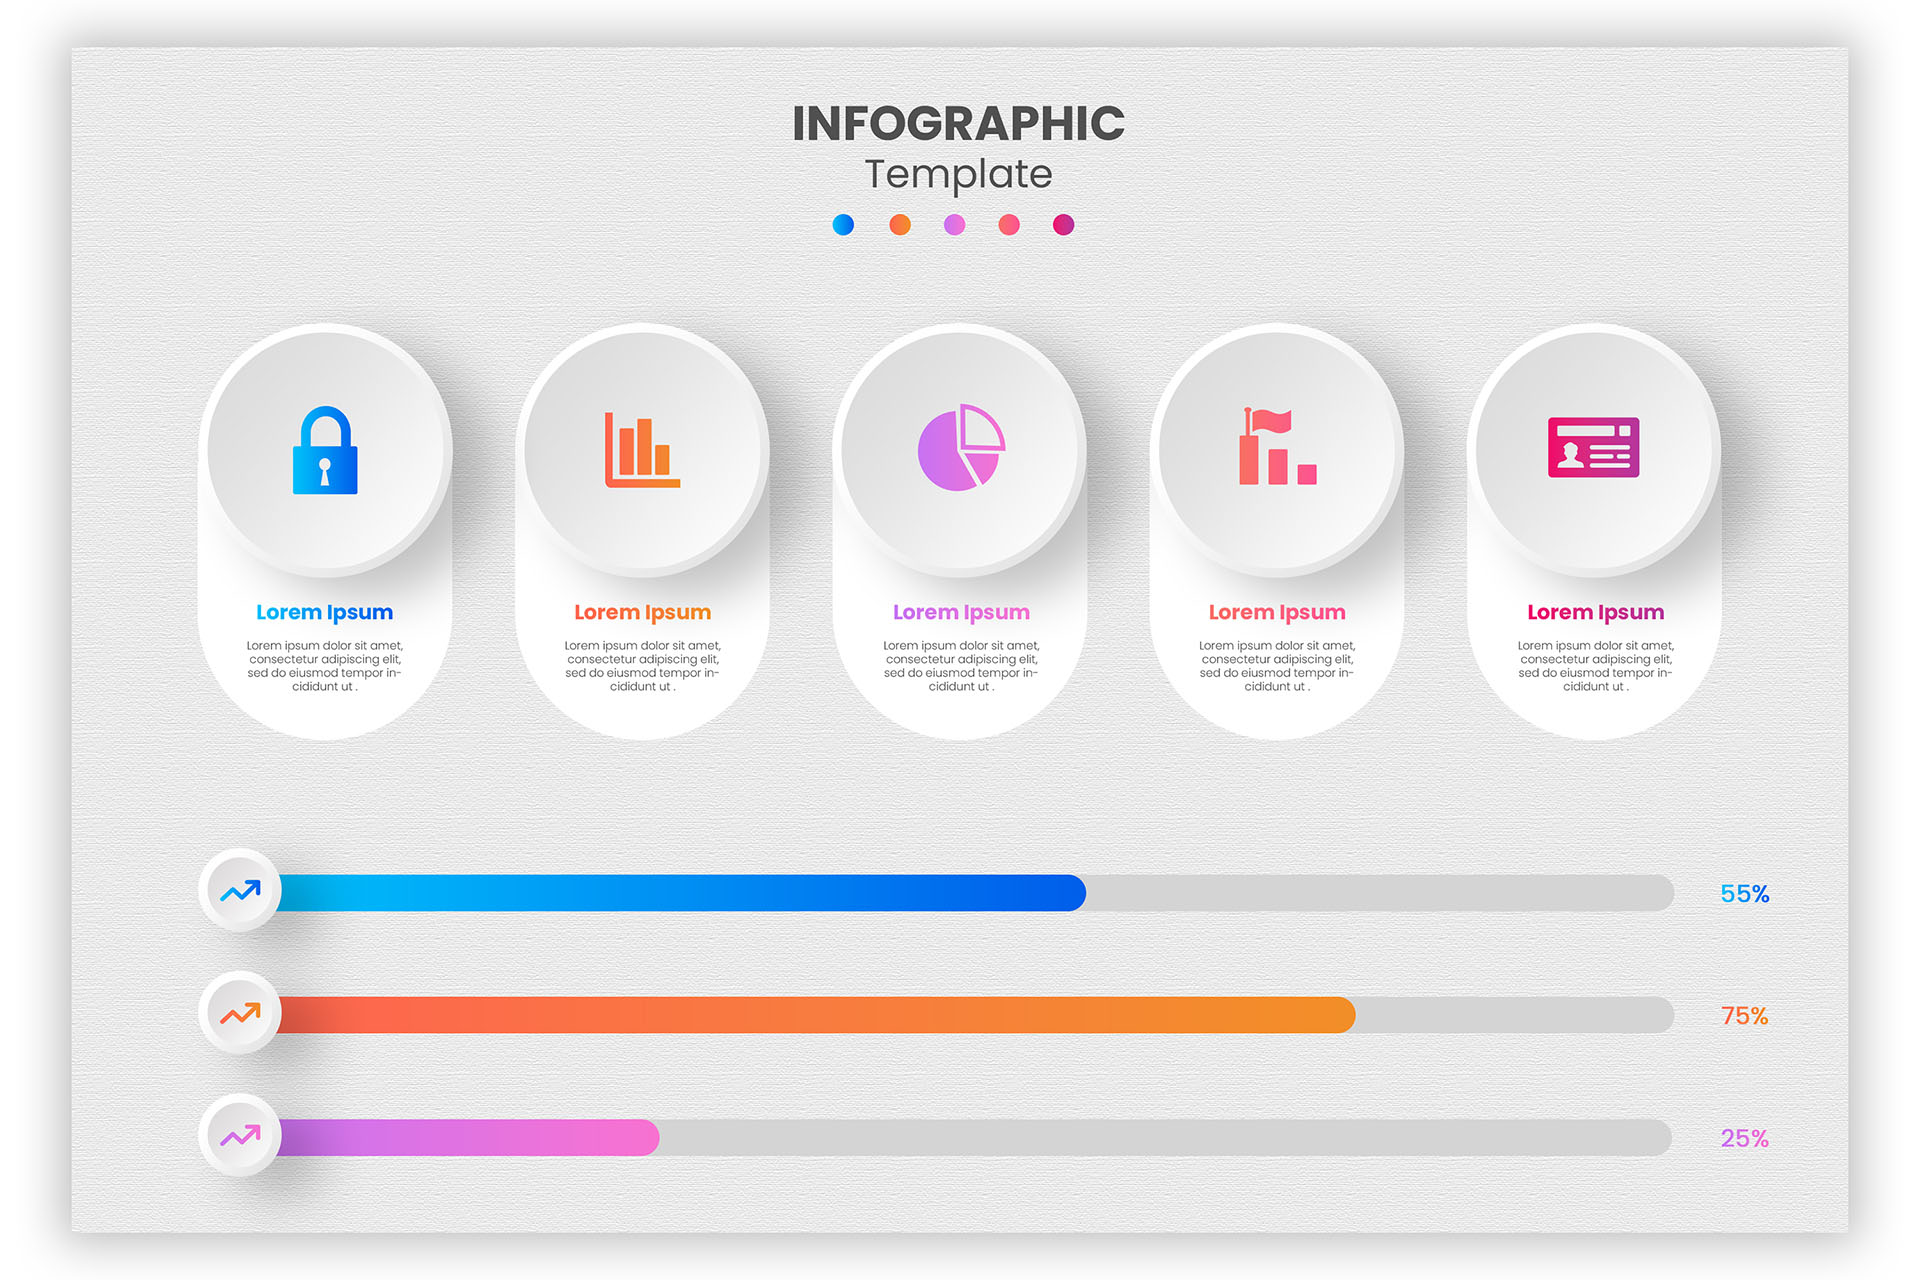 INFOGRAPHIC
Template
Lorem Ipsum
Lorem ipsum dolor sit amet,
consectetur adipiscing elit,
sed do eiusmod tempor in-
cididunt ut .
Lorem Ipsum
Lorem ipsum dolor sit amet,
consectetur adipiscing elit,
sed do eiusmod tempor in-
cididunt ut .
Lorem Ipsum
Lorem ipsum dolor sit amet,
consectetur adipiscing elit,
sed do eiusmod tempor in-
cididunt ut .
Lorem Ipsum
Lorem ipsum dolor sit amet,
consectetur adipiscing elit,
sed do eiusmod tempor in-
cididunt ut .
Lorem Ipsum
Lorem ipsum dolor sit amet,
consectetur adipiscing elit,
sed do eiusmod tempor in-
cididunt ut .
55%
75%
25%